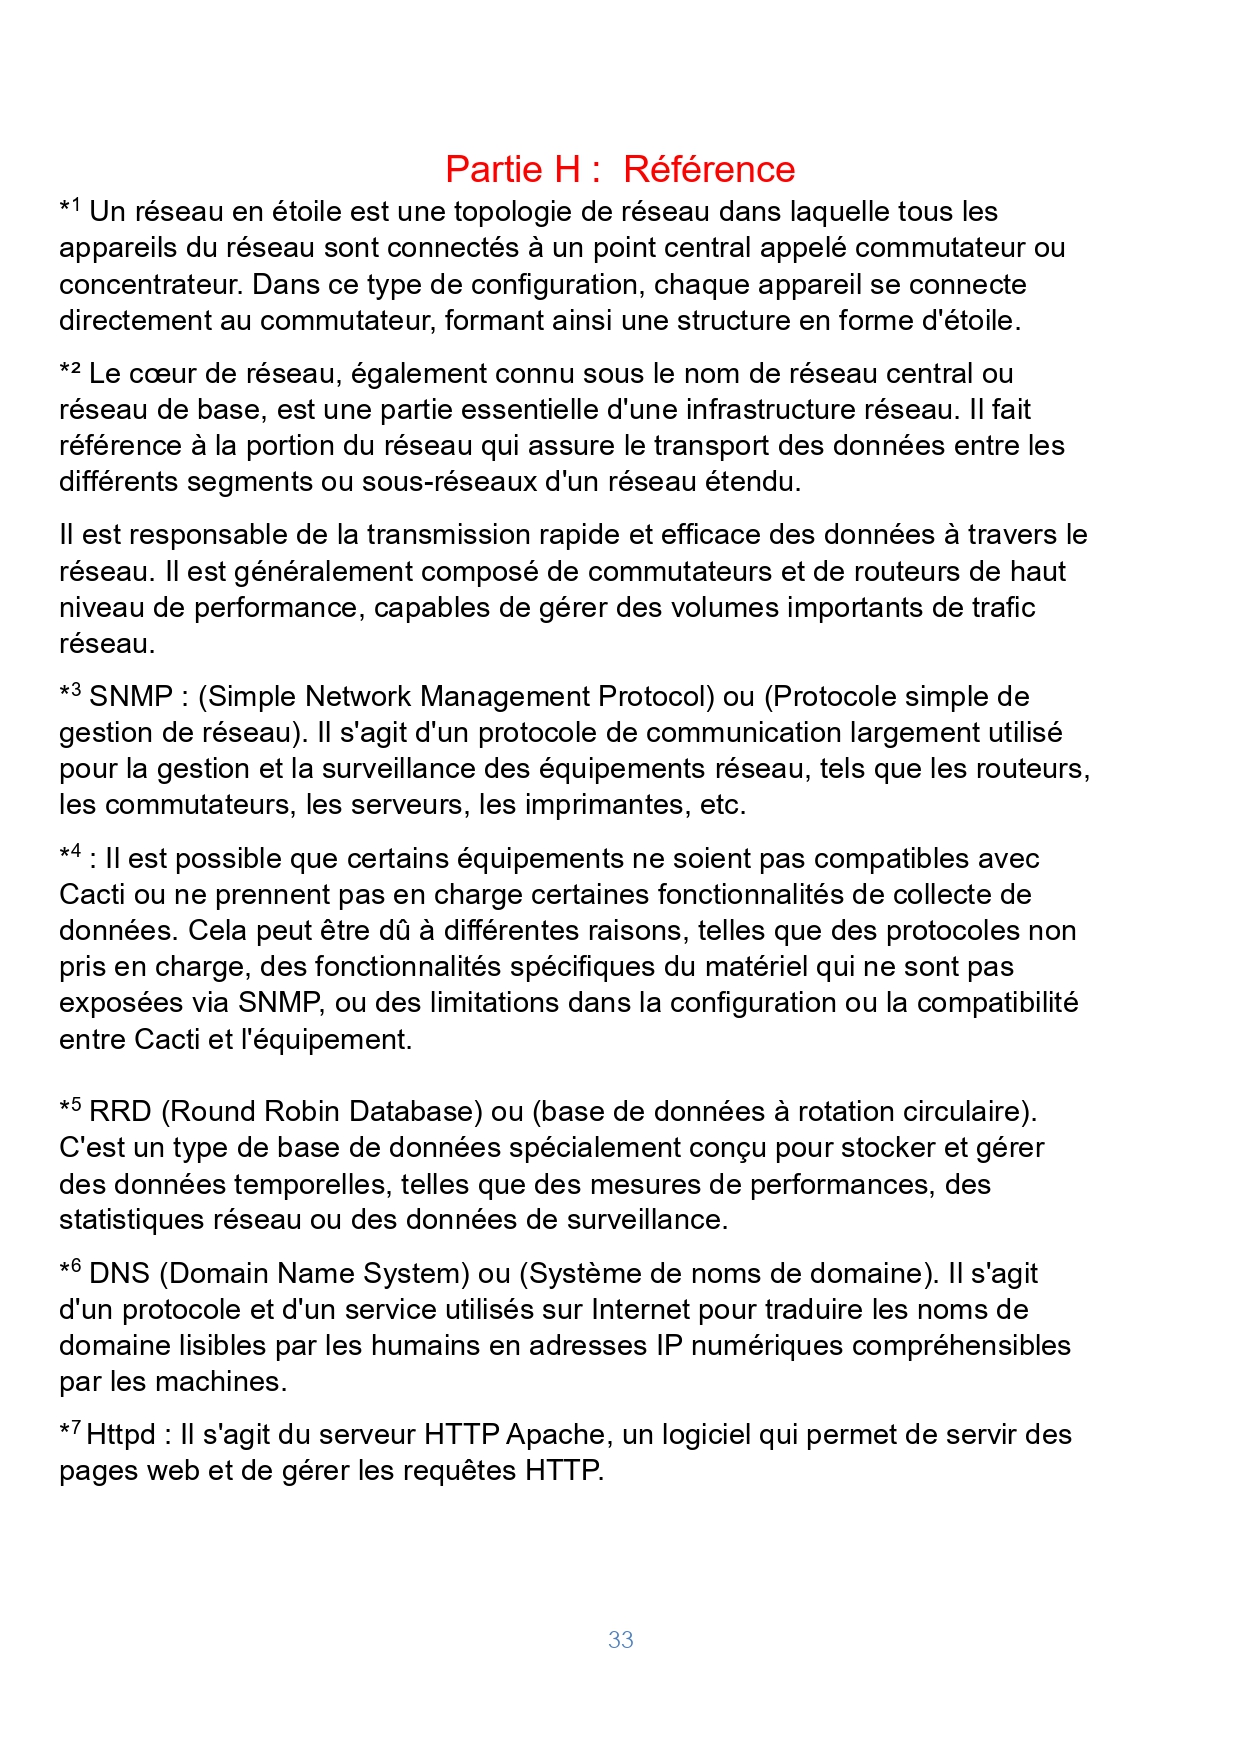 Partie H :  Référence
*¹ Un réseau en étoile est une topologie de réseau dans laquelle tous les
appareils du réseau sont connectés à un point central appelé commutateur ou
concentrateur. Dans ce type de configuration, chaque appareil se connecte
directement au commutateur, formant ainsi une structure en forme d'étoile.
*² Le cœur de réseau, également connu sous le nom de réseau central ou
réseau de base, est une partie essentielle d'une infrastructure réseau. Il fait
référence à la portion du réseau qui assure le transport des données entre les
différents segments ou sous-réseaux d'un réseau étendu.
Il est responsable de la transmission rapide et efficace des données à travers le
réseau. Il est généralement composé de commutateurs et de routeurs de haut
niveau de performance, capables de gérer des volumes importants de trafic
réseau.
*³ SNMP : (Simple Network Management Protocol) ou (Protocole simple de
gestion de réseau). Il s'agit d'un protocole de communication largement utilisé
pour la gestion et la surveillance des équipements réseau, tels que les routeurs,
les commutateurs, les serveurs, les imprimantes, etc.
*⁴ : Il est possible que certains équipements ne soient pas compatibles avec
Cacti ou ne prennent pas en charge certaines fonctionnalités de collecte de
données. Cela peut être dû à différentes raisons, telles que des protocoles non
pris en charge, des fonctionnalités spécifiques du matériel qui ne sont pas
exposées via SNMP, ou des limitations dans la configuration ou la compatibilité
entre Cacti et l'équipement.
*⁵ RRD (Round Robin Database) ou (base de données à rotation circulaire).
C'est un type de base de données spécialement conçu pour stocker et gérer
des données temporelles, telles que des mesures de performances, des
statistiques réseau ou des données de surveillance.
*⁶ DNS (Domain Name System) ou (Système de noms de domaine). Il s'agit
d'un protocole et d'un service utilisés sur Internet pour traduire les noms de
domaine lisibles par les humains en adresses IP numériques compréhensibles
par les machines.
*⁷ Httpd : Il s'agit du serveur HTTP Apache, un logiciel qui permet de servir des
pages web et de gérer les requêtes HTTP.
33